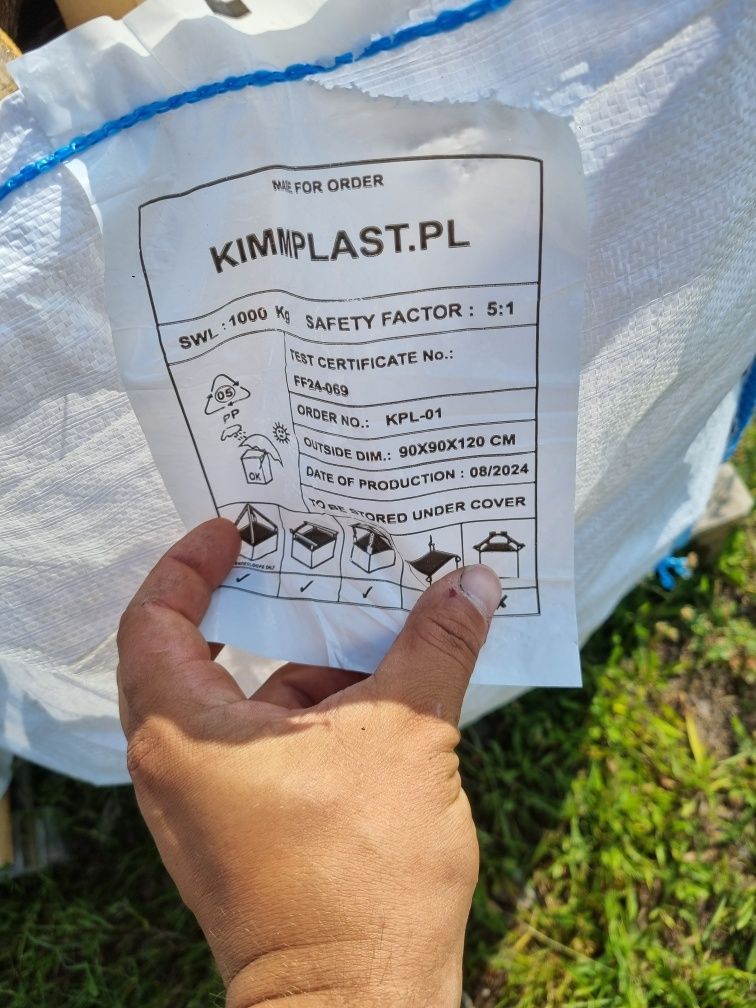 MADE FOR ORDER
KIMMPLAST.PL
SWL : 1000 Kg SAFETY FACTOR : 5:1
TEST CERTIFICATE No.:
FF24-069
ORDER NO.: KPL-01
OUTSIDE DIM.: 90X90X120 CM
DATE OF PRODUCTION : 08/2024
TO BE STORED UNDER COVER
05
PP
OK